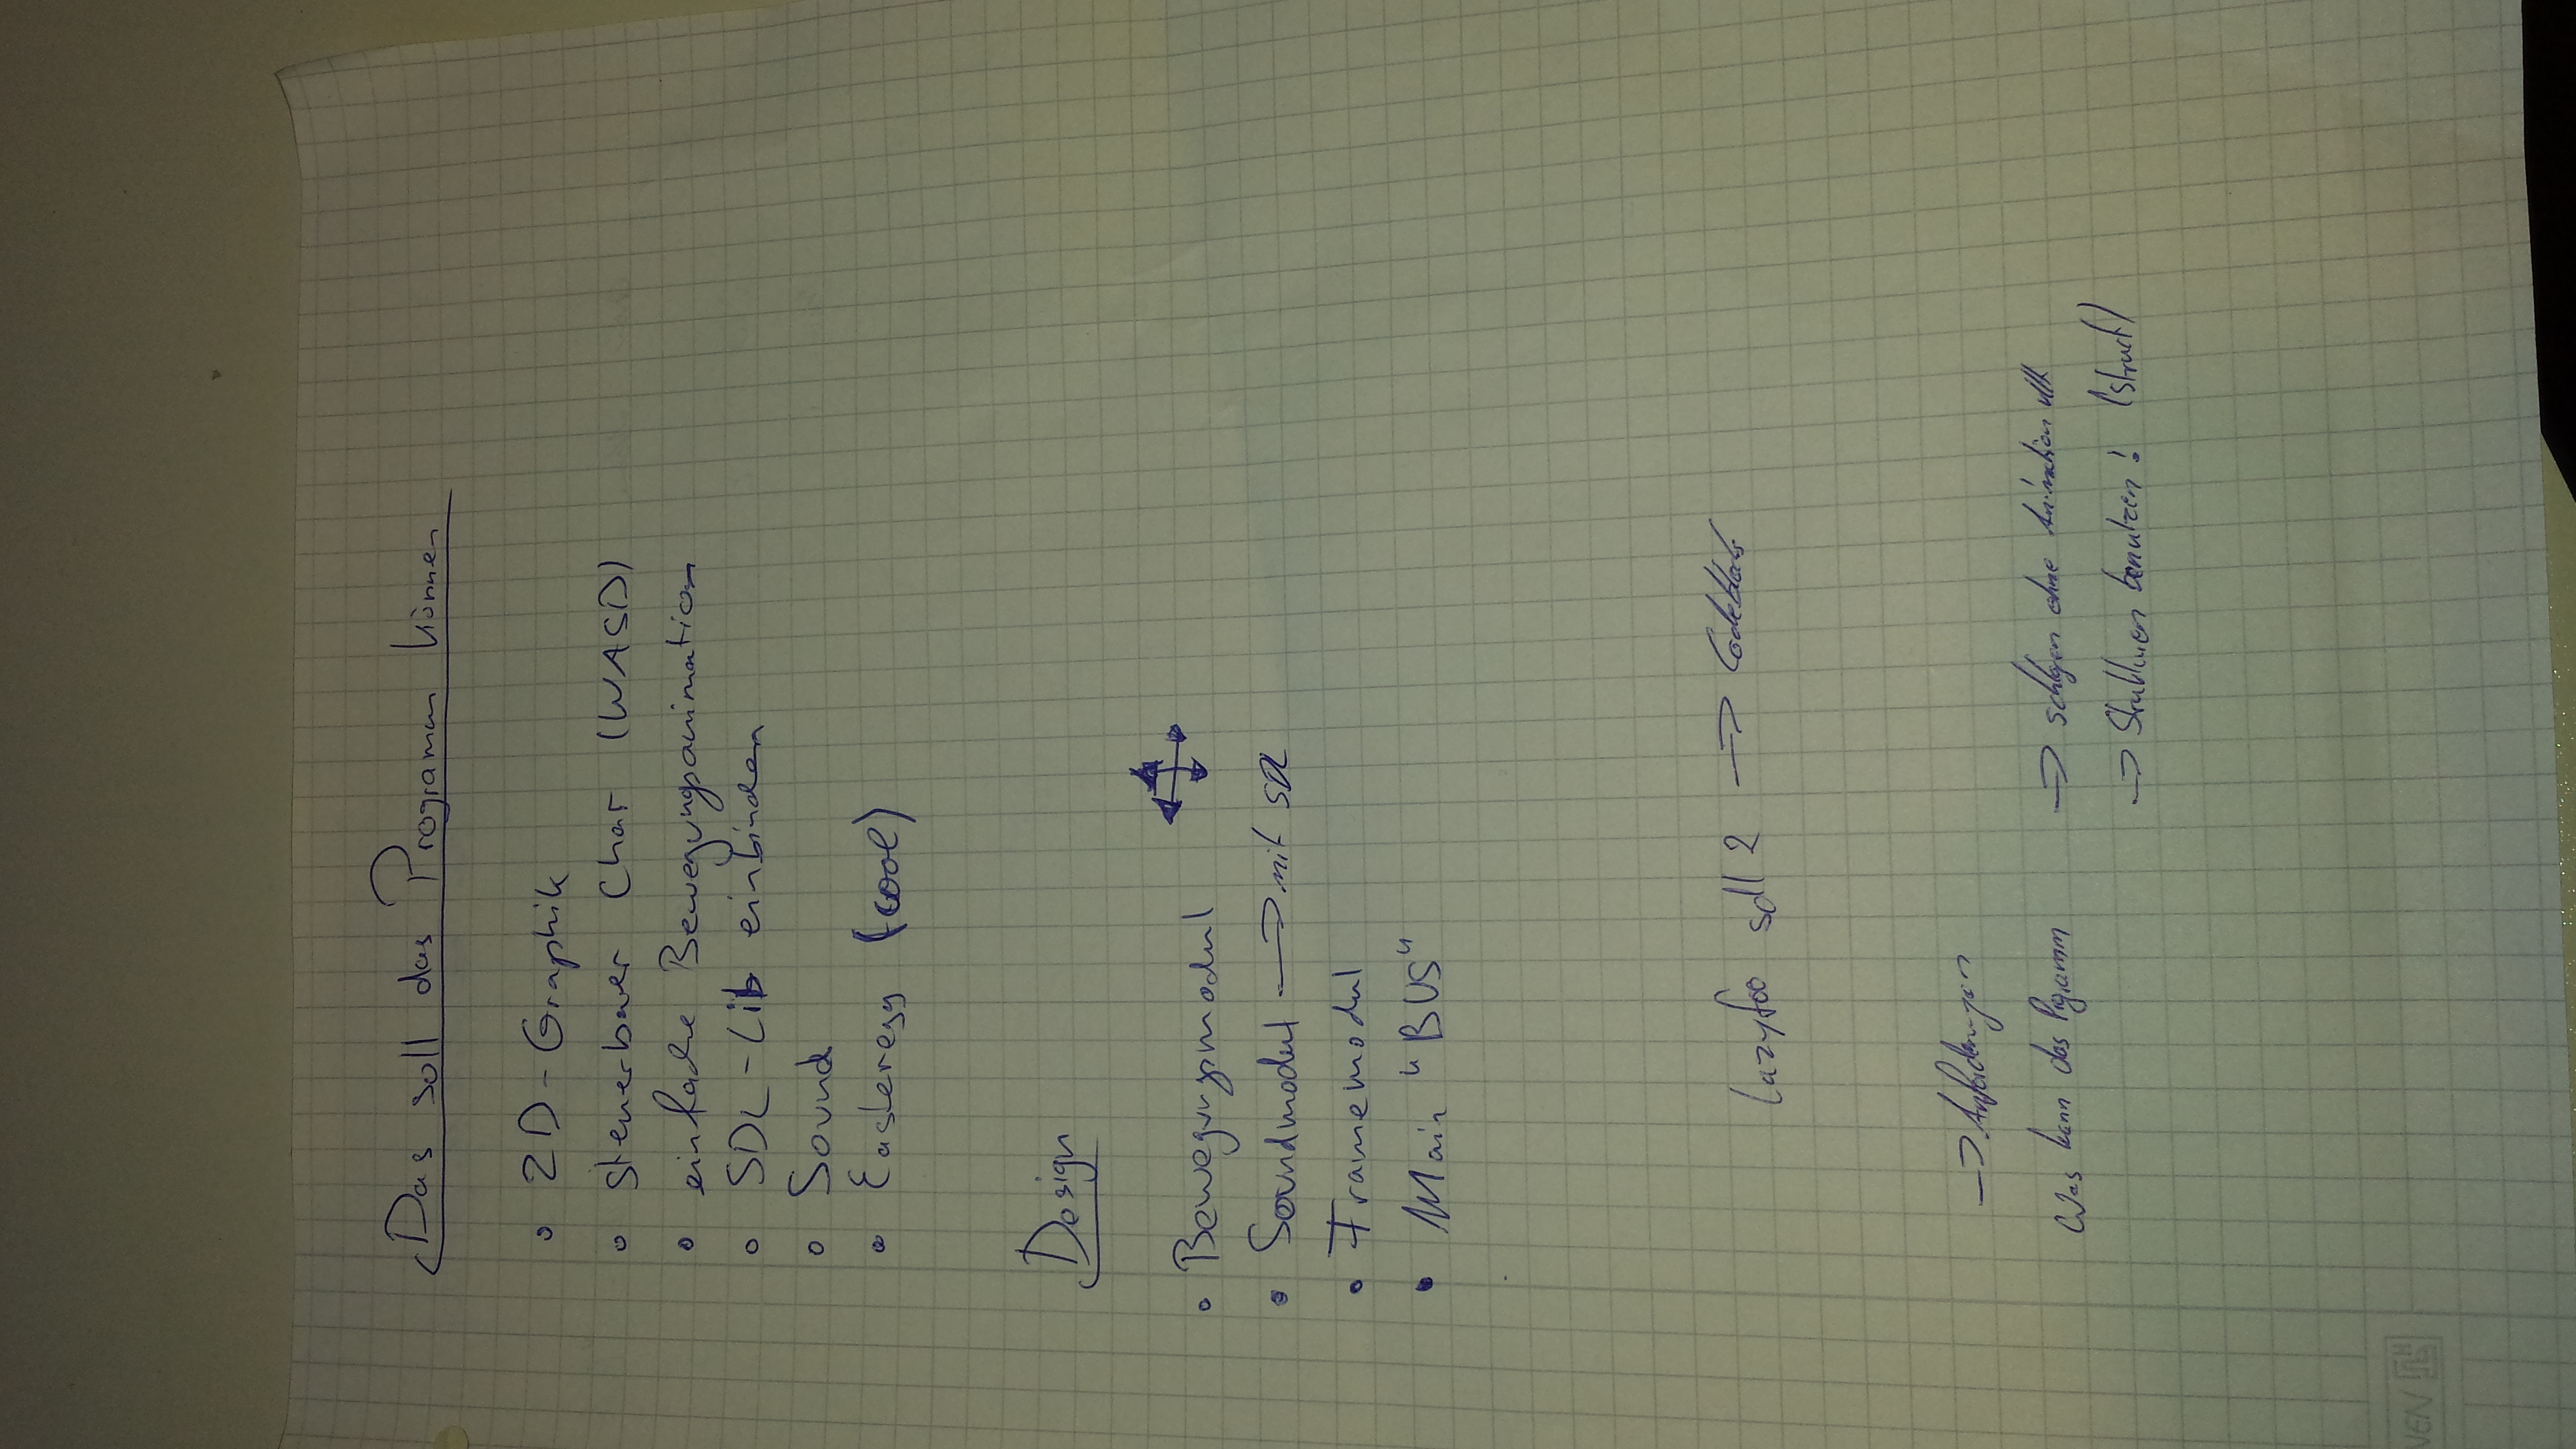 Das soll das Programm können
2D-Graphik
steuerbarer Char (WASD)
einfache Bewegungsanimation
SDL-Lib einbinden
Sound
Easteregg (cool)
Design
Bewegungsmodul
Soundmodul → mit SDL
Framemodul
Main "BUS"
Lazyfoo sdl 2 → Codeblocks
→ Anforderungen
Was kann das Programm
→ schlagen ohne Animation
→ Strukturen benutzen! (struct)
NEN